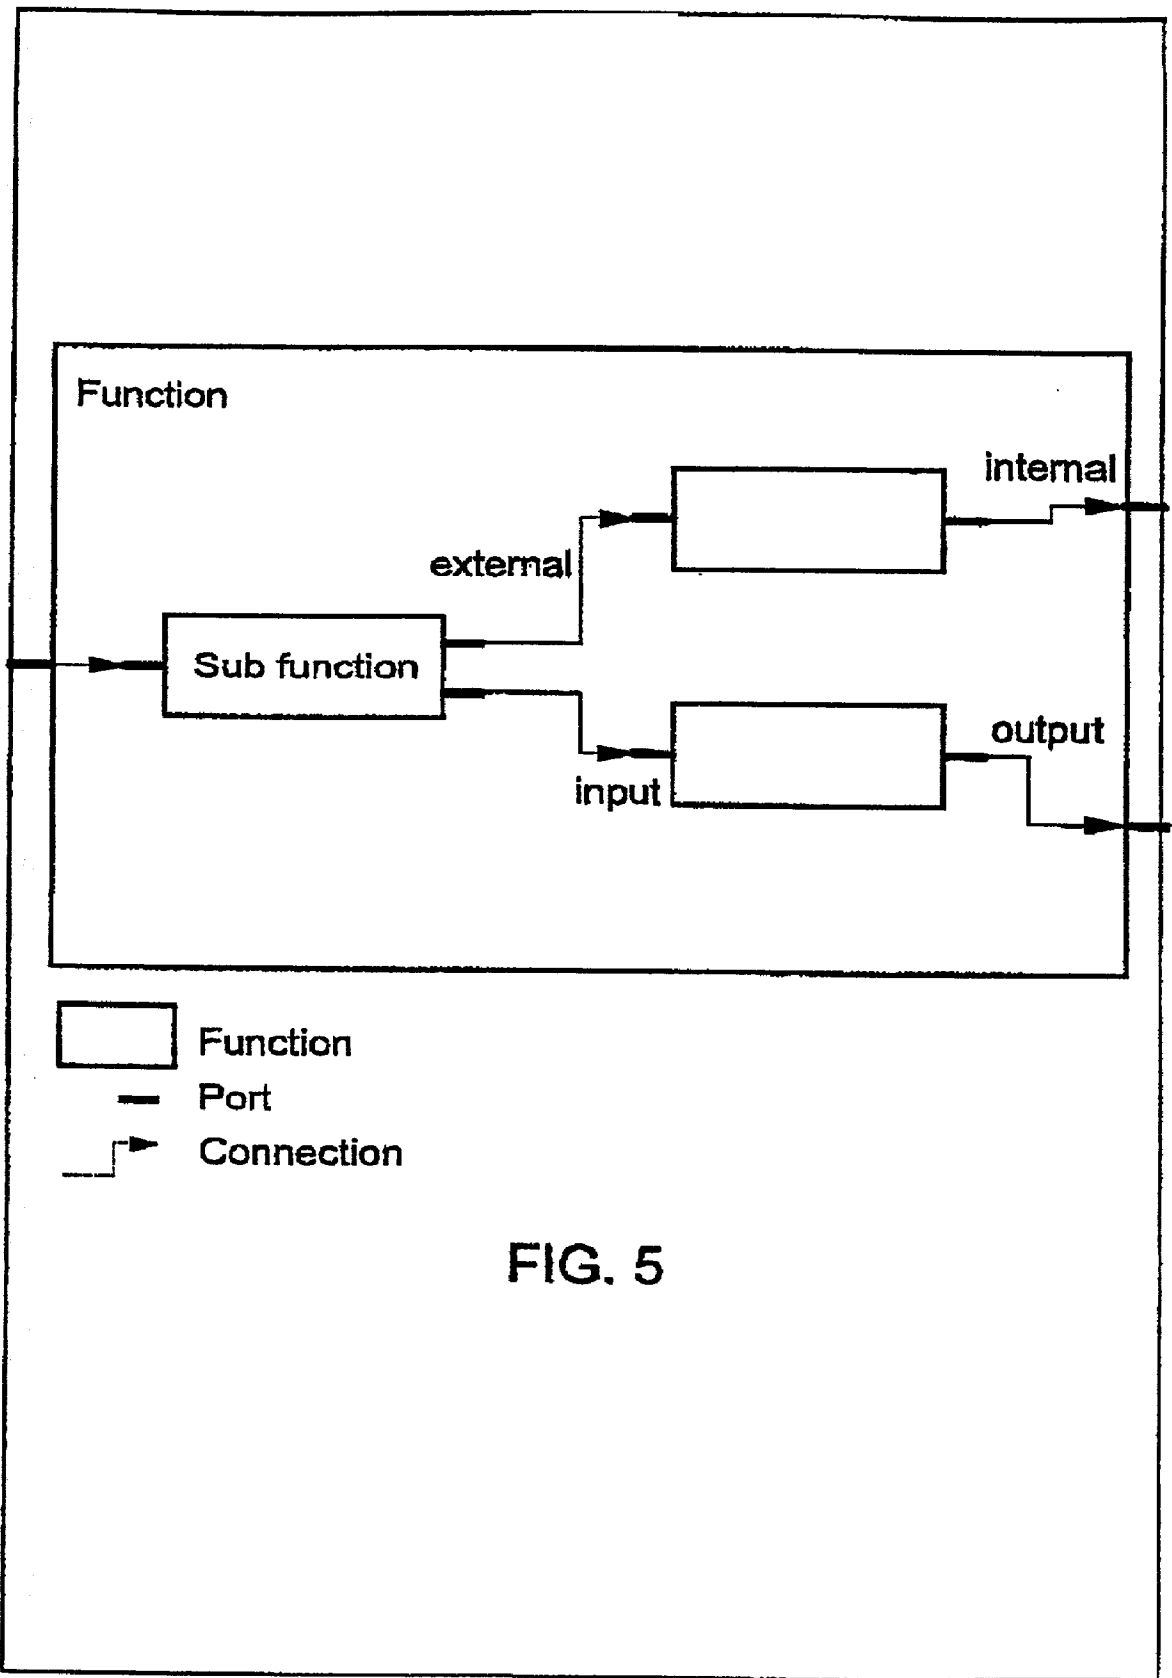 Function
internal
external
Sub function
output
input
Function
Port
Connection
FIG. 5